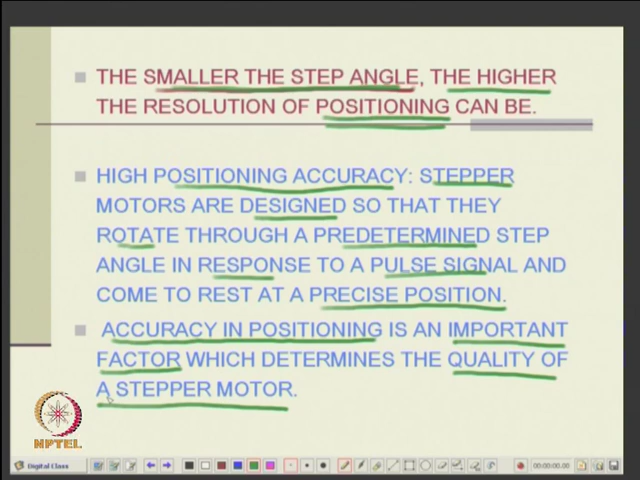 THE SMALLER THE STEP ANGLE, THE HIGHER
THE RESOLUTION OF POSITIONING CAN BE.
HIGH POSITIONING ACCURACY: STEPPER
MOTORS ARE DESIGNED SO THAT THEY
ROTATE THROUGH A PREDETERMINED STEP
ANGLE IN RESPONSE TO A PULSE SIGNAL AND
COME TO REST AT A PRECISE POSITION.
ACCURACY IN POSITIONING IS AN IMPORTANT
FACTOR WHICH DETERMINES THE QUALITY OF
A STEPPER MOTOR.
NPTEL
Digital Class
00:00:00.00